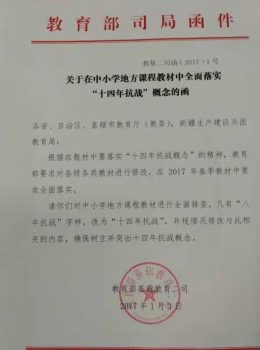 教育部司局函件
教基二司函〔2017〕1号
关于在中小学地方课程教材中全面落实
“十四年抗战”概念的函
各省、自治区、直辖市教育厅（教委），新疆生产建设兵团
教育局：
根据在教材中要落实“十四年抗战概念”的精神，教育
部要求对各级各类教材进行修改，在 2017 年春季教材中要
求全面落实。
请你们对中小学地方课程教材进行全面排查，凡有“八
年抗战”字样，改为“十四年抗战”，并视情况修改与此相
关的内容，确保树立并突出十四年抗战概念。
教育部基础教育二司
2017 年 1 月 3 日